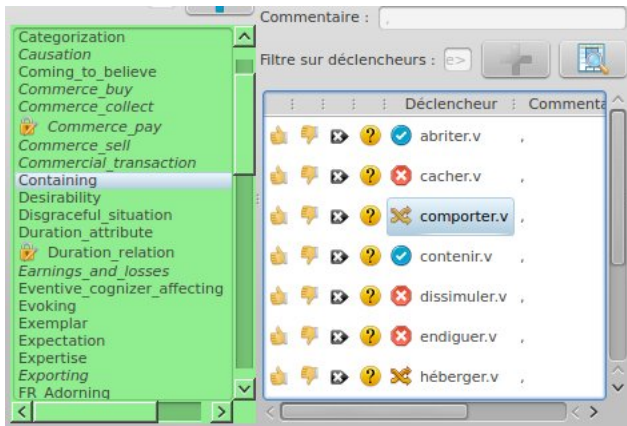 Categorization
Causation
Coming_to_believe
Commerce_buy
Commerce_collect
Commerce_pay
Commerce_sell
Commercial_transaction
Containing
Desirability
Disgraceful_situation
Duration_attribute
Duration_relation
Earnings_and_losses
Eventive_cognizer_affecting
Evoking
Exemplar
Expectation
Expertise
Exporting
FR_Adorning
Commentaire : ,
Filtre sur déclencheurs : e>
Déclencheur Commenta
abriter.v ,
cacher.v ,
comporter.v ,
contenir.v ,
dissimuler.v ,
endiguer.v ,
héberger.v ,